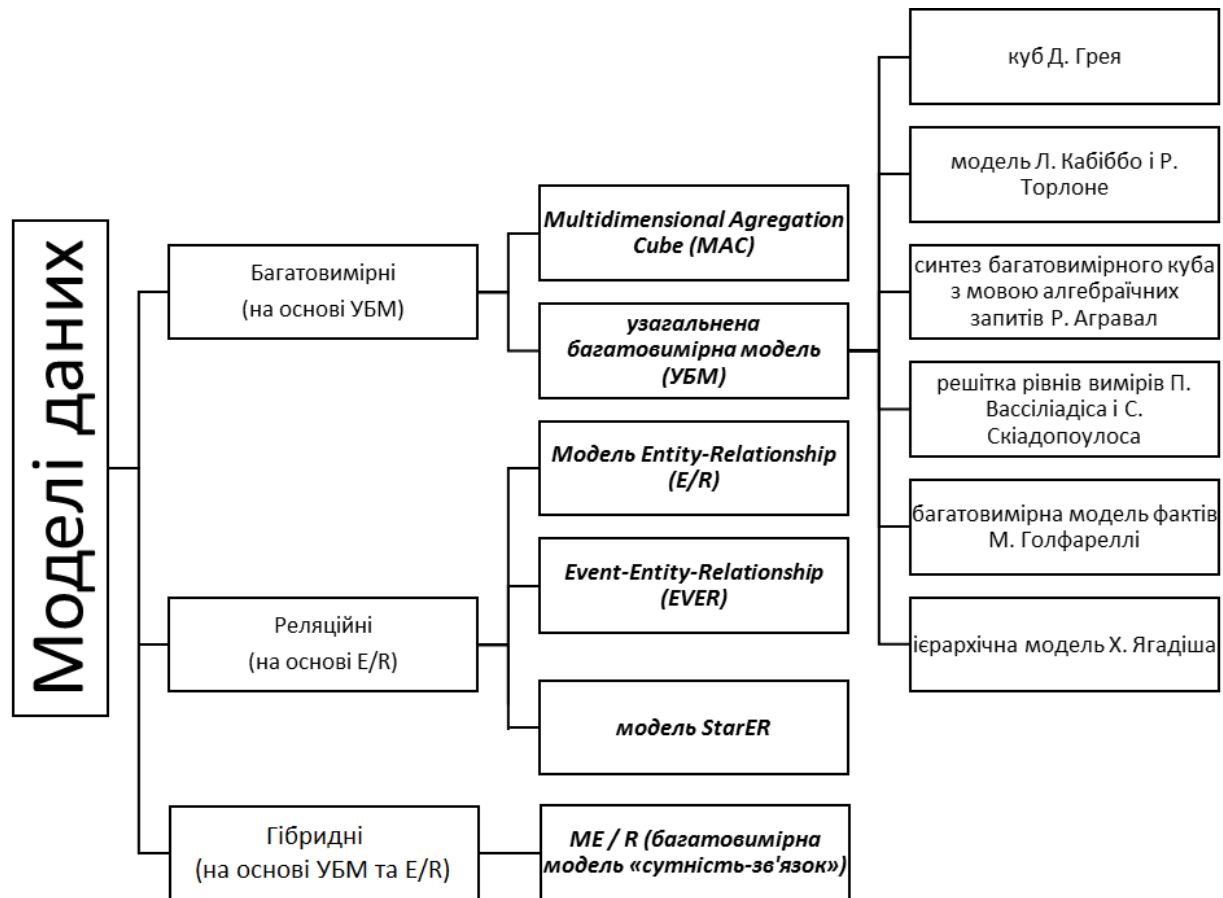 Моделі даних
Багатовимірні
(на основі УБМ)
Multidimensional Agregation
Cube (MAC)
узагальнена
багатовимірна модель
(УБМ)
куб Д. Грея
модель Л. Кабіббо і Р.
Торлоне
синтез багатовимірного куба
з мовою алгебраїчних
запитів Р. Агравал
решітка рівнів вимірів П.
Вассіліадіса і С.
Скіадопоулоса
багатовимірна модель фактів
М. Голфареллі
ієрархічна модель Х. Ягадіша
Реляційні
(на основі E/R)
Модель Entity-Relationship
(E/R)
Event-Entity-Relationship
(EVER)
модель StarER
Гібридні
(на основі УБМ та E/R)
ME / R (багатовимірна
модель «сутність-зв'язок»)